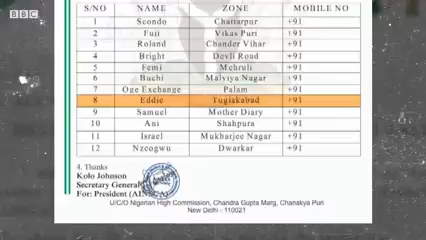 BBC
S/NO NAME ZONE MOBILE NO
1 Scondo Chattarpur +91
2 Fuji Vikas Puri +91
3 Roland Chander Vihar +91
4 Bright Devli Road +91
5 Femi Mehruli +91
6 Buchi Malviya Nagar +91
7 Oge Exchange Palam +91
8 Eddie Tuglakabad +91
9 Samuel Mother Diary +91
10 Ani Shahpura +91
11 Israel Mukharjee Nagar +91
12 Nzeogwu Dwarkar +91
4. Thanks
Kolo Johnson
Secretary General
For: President
U/C/O Nigerian High Commission, Chandra Gupta Marg, Chanakya Puri
New Delhi - 110021